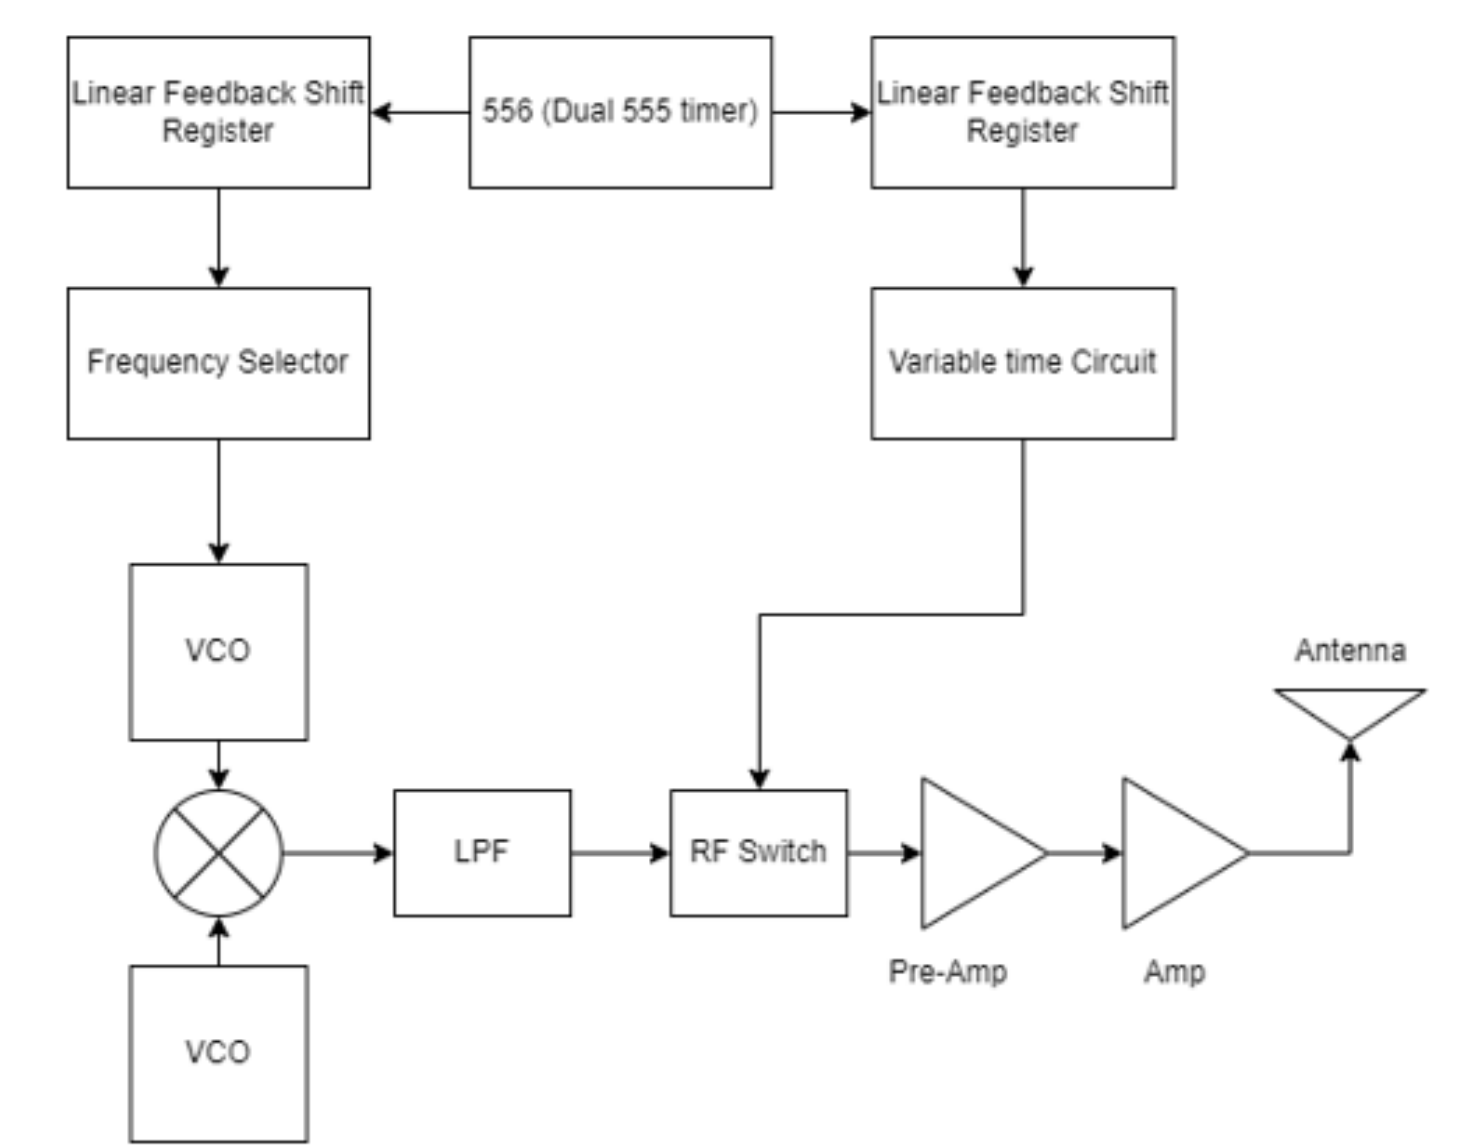 Linear Feedback Shift
Register
556 (Dual 555 timer)
Linear Feedback Shift
Register
Frequency Selector
Variable time Circuit
VCO
Antenna
LPF
RF Switch
Pre-Amp
Amp
VCO